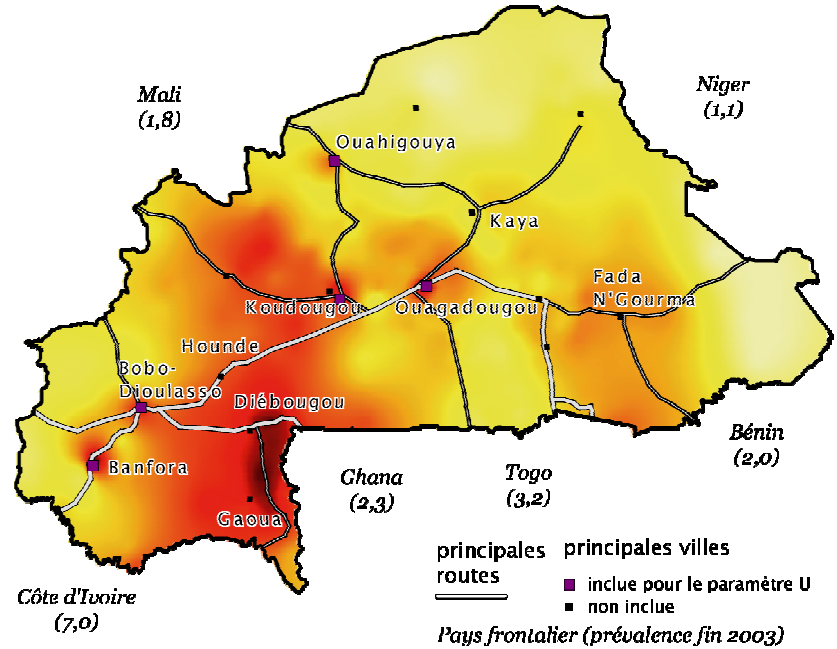 Niger
(1,1)
Mali
(1,8)
Ouahigouya
Kaya
Fada
N'Gourma
Koudougou
Ouagadougou
Hounde
Bobo-
Dioulasso
Diébougou
Banfora
Gaoua
Bénin
(2,0)
Ghana
(2,3)
Togo
(3,2)
Côte d'Ivoire
(7,0)
principales
routes
principales villes
inclue pour le paramètre U
non inclue
Pays frontalier (prévalence fin 2003)